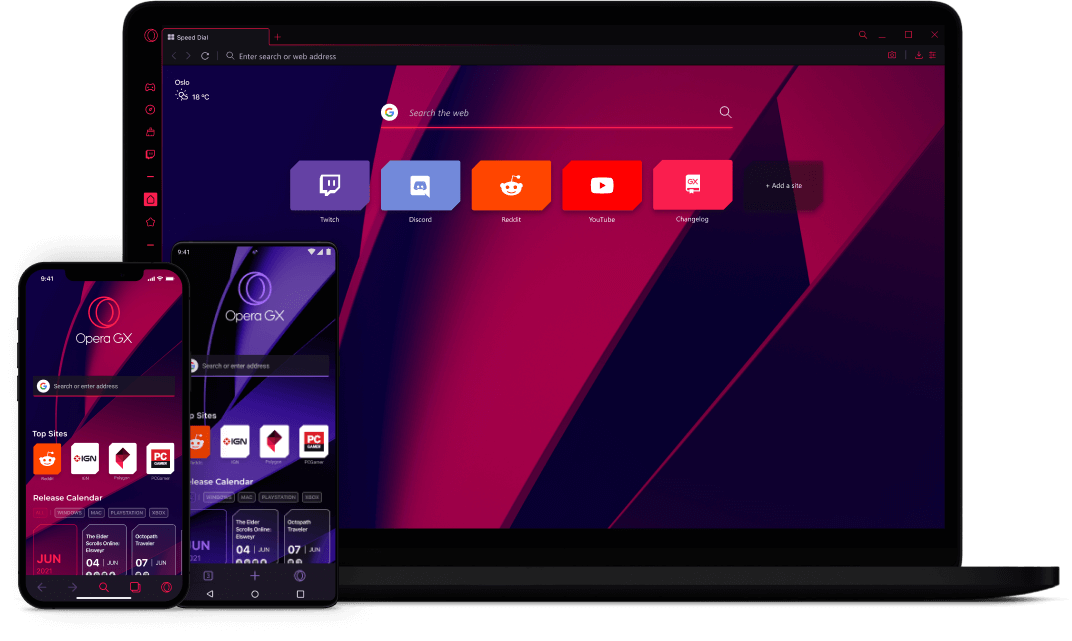 Speed Dial
Enter search or web address
Oslo
18 °C
G
Search the web
GX
+ Add a site
Twitch
Discord
Reddit
YouTube
Changelog
9:41
Opera GX
G
Search or enter address
Top Sites
IGN
PC
GAMER
Reddit
IGN
Polygon
PCGamer
Release Calendar
WINDOWS
MAC
PLAYSTATION
XBOX
JUN
2021
The Elder
Scrolls Online:
Elsweyr
04 | JUN
Octopath
Traveler
07 | JUN
9:41
Opera GX
Search or enter address
p Sites
IGN
PC
GAMER
Reddit
IGN
Polygon
PCGamer
elease Calendar
WINDOWS
MAC
PLAYSTATION
XBOX
UN
2021
The Elder
Scrolls Online:
Elsweyr
04 | JUN
Octopath
Traveler
07 | JUN
3